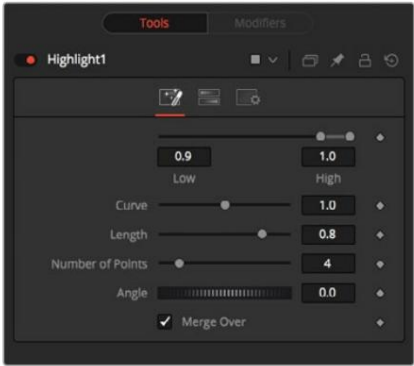 Tools Modifiers
Highlight1
0.9 1.0
Low High
Curve 1.0
Length 0.8
Number of Points 4
Angle 0.0
Merge Over